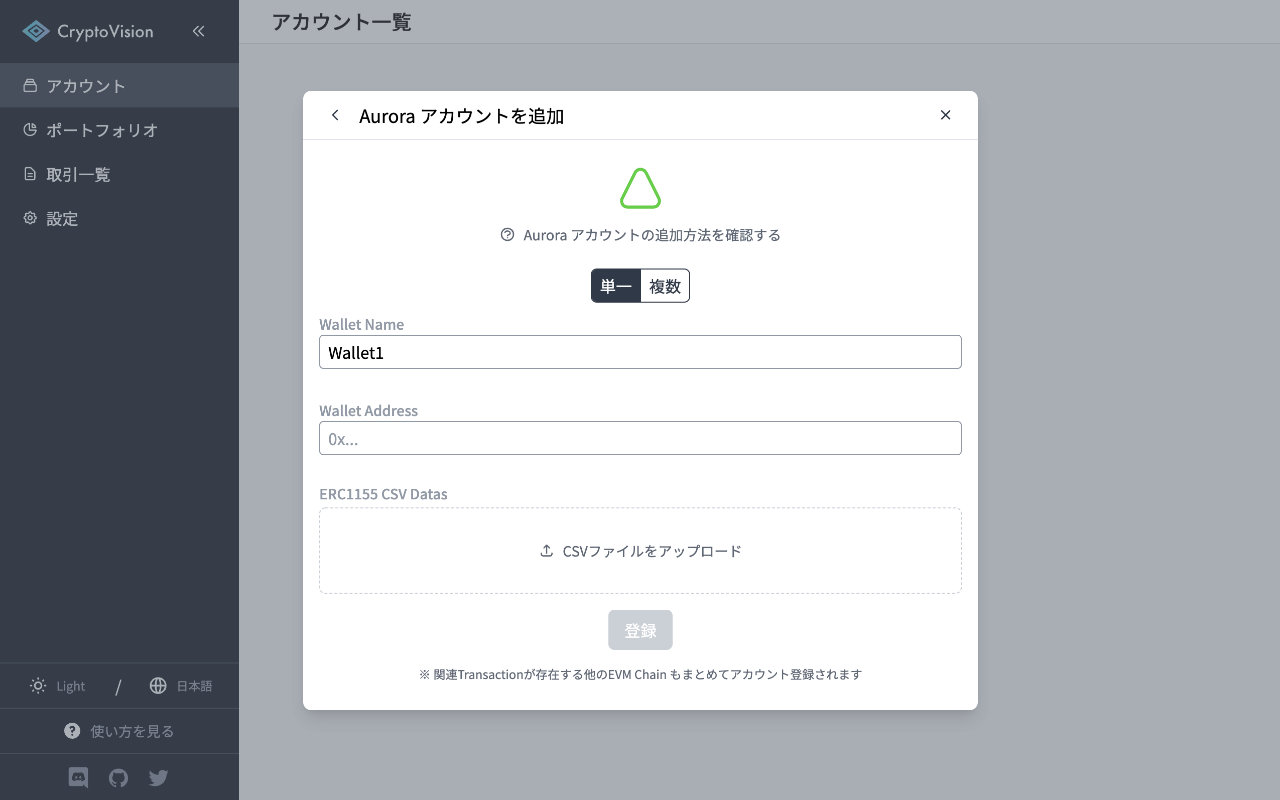 CryptoVision
アカウント
ポートフォリオ
取引一覧
設定
Light / 日本語
使い方を見る
アカウント一覧
Aurora アカウントを追加
Aurora アカウントの追加方法を確認する
単一 複数
Wallet Name
Wallet1
Wallet Address
0x...
ERC1155 CSV Datas
CSVファイルをアップロード
登録
※ 関連Transactionが存在する他のEVM Chain もまとめてアカウント登録されます